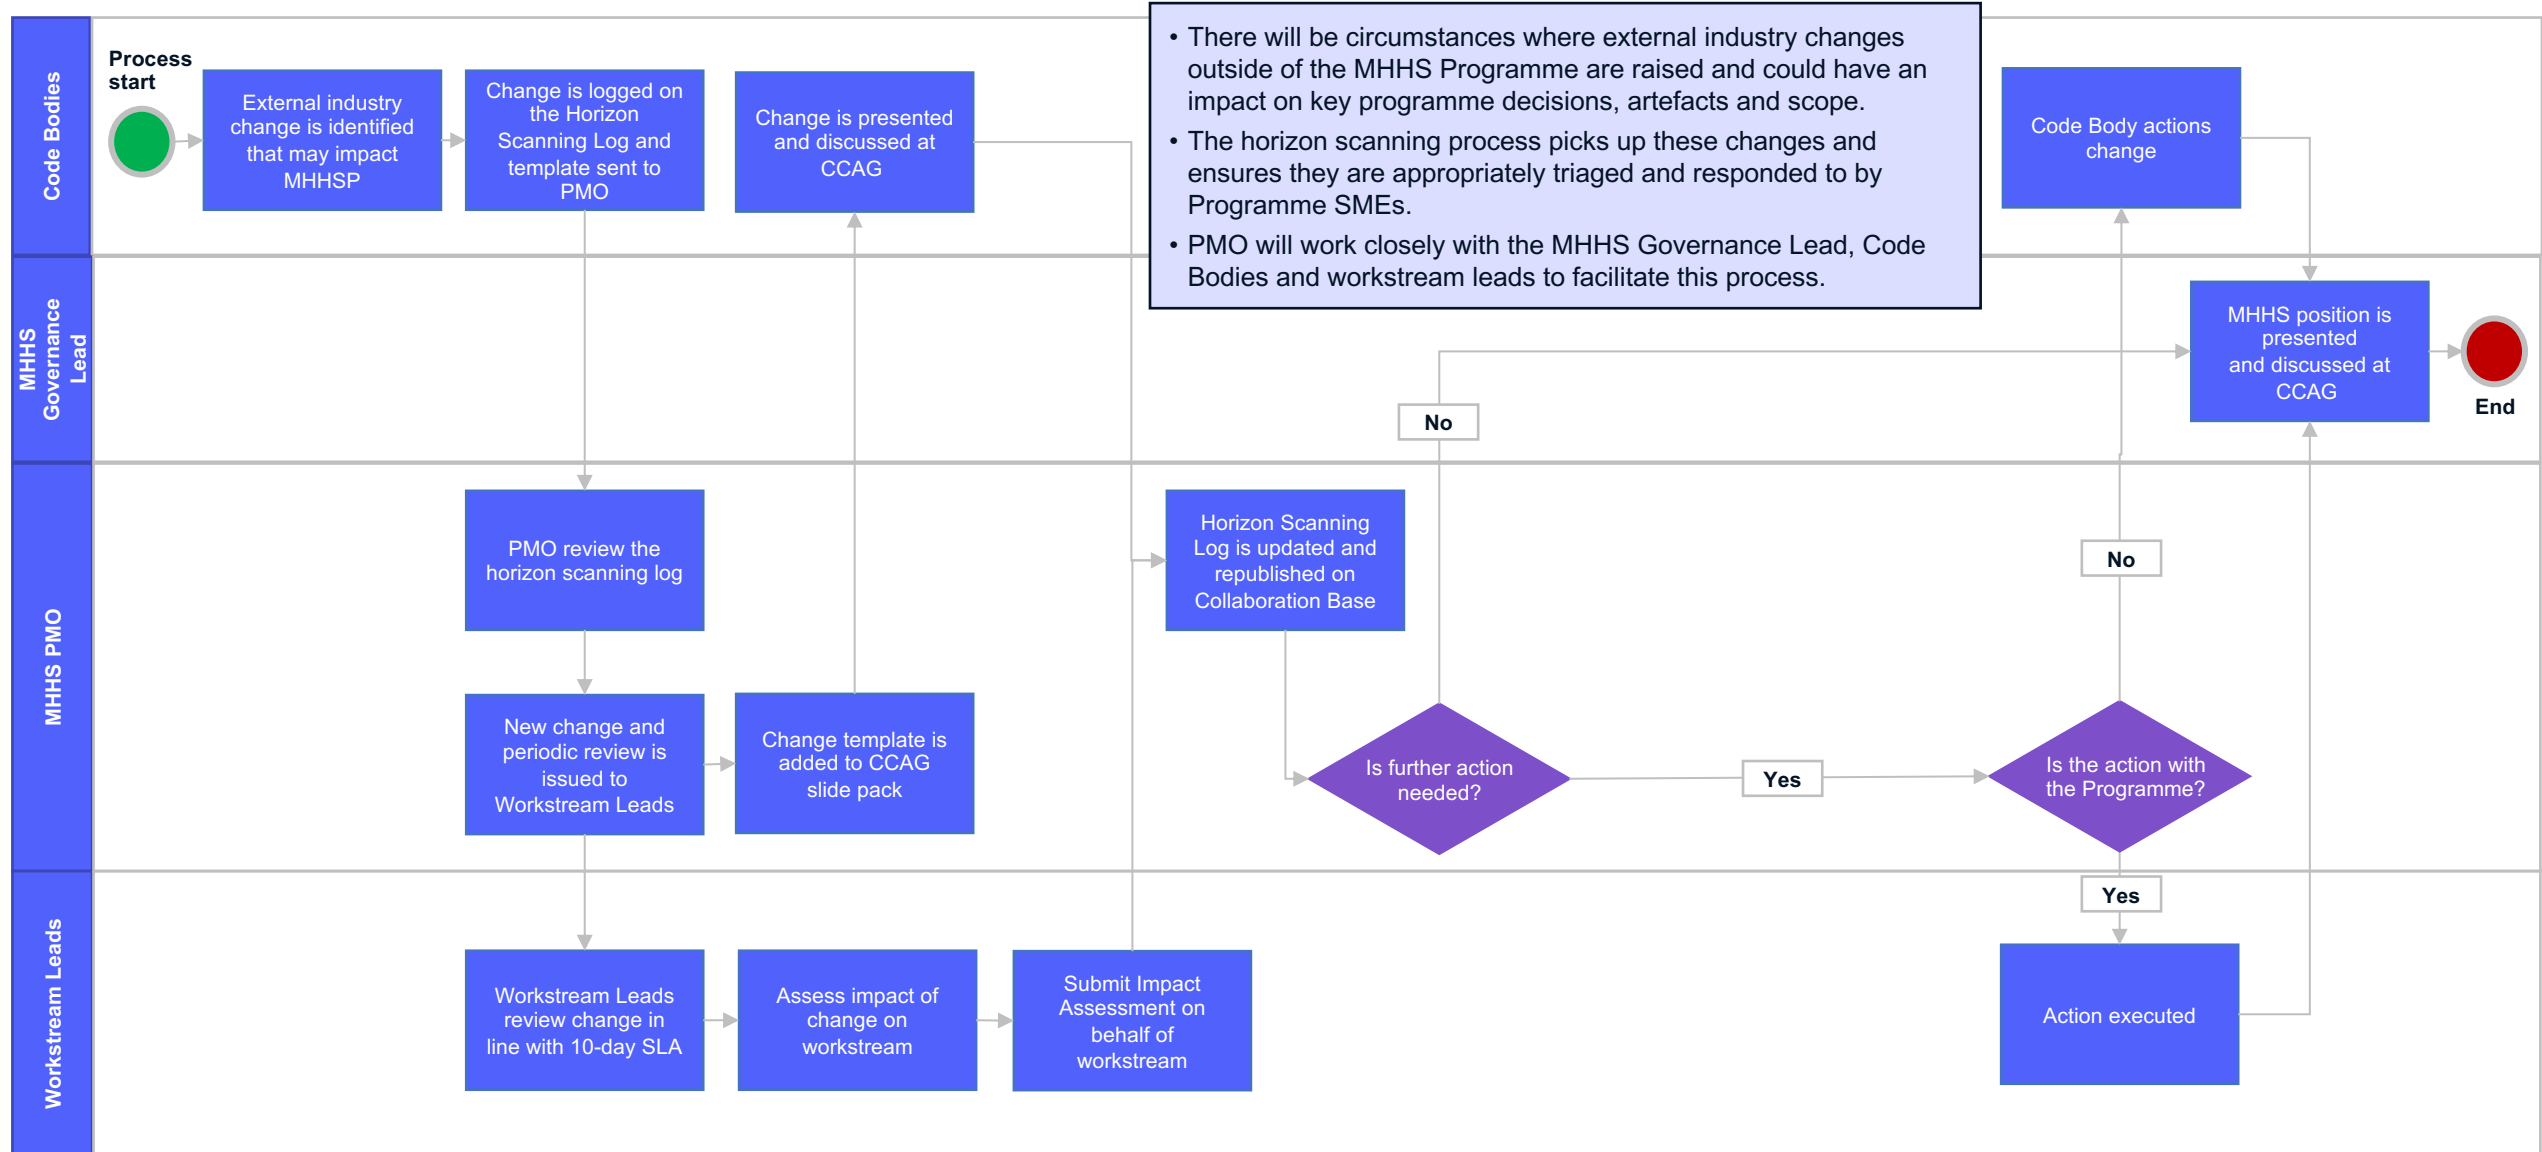 Code Bodies
Process
start
External industry
change is identified
that may impact
MHHSP
Change is logged on
the Horizon
Scanning Log and
template sent to
PMO
Change is presented
and discussed at
CCAG
• There will be circumstances where external industry changes
outside of the MHHS Programme are raised and could have an
impact on key programme decisions, artefacts and scope.
• The horizon scanning process picks up these changes and
ensures they are appropriately triaged and responded to by
Programme SMEs.
• PMO will work closely with the MHHS Governance Lead, Code
Bodies and workstream leads to facilitate this process.
Code Body actions
change
MHHS
Governance
Lead
No
MHHS position is
presented
and discussed at
CCAG
End
MHHS PMO
PMO review the
horizon scanning log
New change and
periodic review is
issued to
Workstream Leads
Change template is
added to CCAG
slide pack
Horizon Scanning
Log is updated and
republished on
Collaboration Base
Is further action
needed?
Yes
No
Is the action with
the Programme?
Workstream Leads
Workstream Leads
review change in
line with 10-day SLA
Assess impact of
change on
workstream
Submit Impact
Assessment on
behalf of
workstream
Yes
Action executed